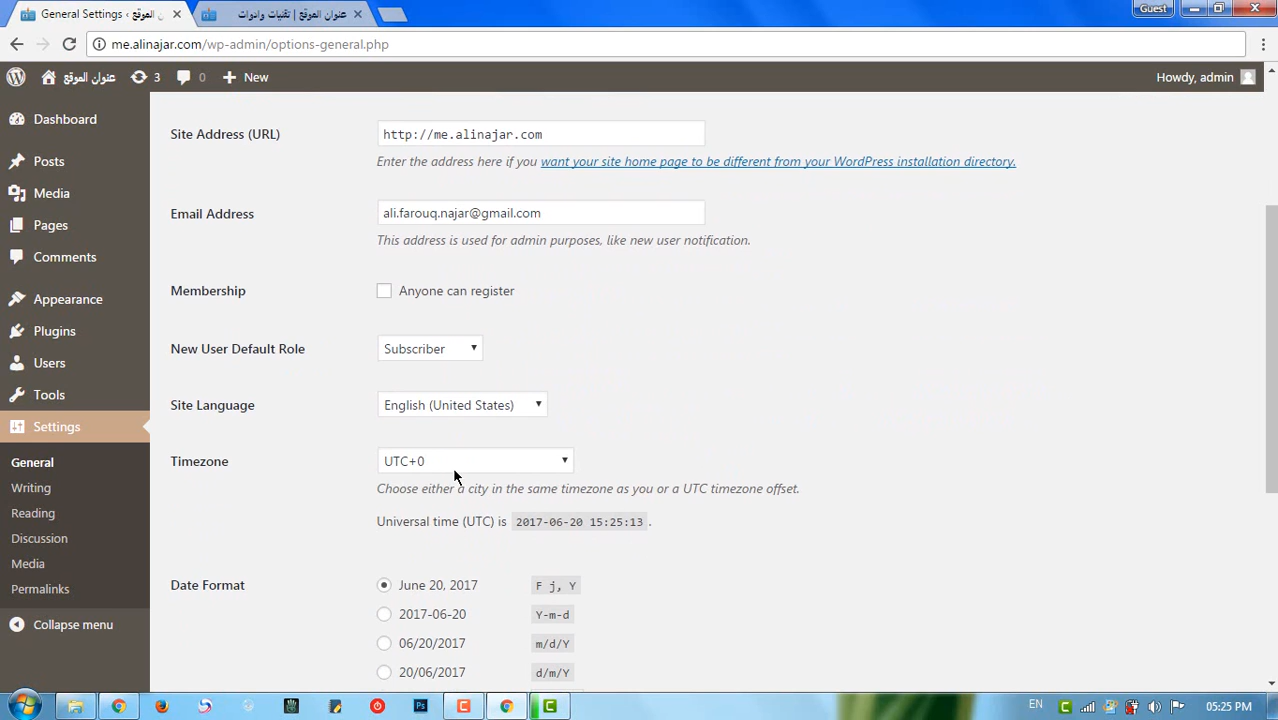 General Settings ‹ عنوان الموقع
عنوان الموقع | تقنيات وادوات
Guest
me.alinajar.com/wp-admin/options-general.php
عنوان الموقع
3
0
New
Howdy, admin
Dashboard
Posts
Media
Pages
Comments
Appearance
Plugins
Users
Tools
Settings
General
Writing
Reading
Discussion
Media
Permalinks
Collapse menu
Site Address (URL)
http://me.alinajar.com
Enter the address here if you want your site home page to be different from your WordPress installation directory.
Email Address
ali.farouq.najar@gmail.com
This address is used for admin purposes, like new user notification.
Membership
Anyone can register
New User Default Role
Subscriber
Site Language
English (United States)
Timezone
UTC+0
Choose either a city in the same timezone as you or a UTC timezone offset.
Universal time (UTC) is 2017-06-20 15:25:13 .
Date Format
June 20, 2017 F j, Y
2017-06-20 Y-m-d
06/20/2017 m/d/Y
20/06/2017 d/m/Y
Ps
EN
05:25 PM